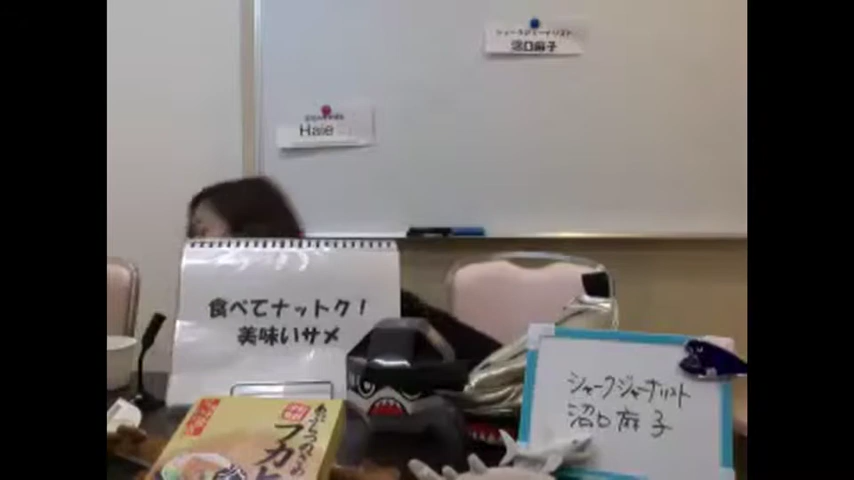 シャークジャーナリスト
沼口麻子
Haie
食べてナットク!
美味いサメ
シャークジャーナリスト
沼口麻子
フカヒ